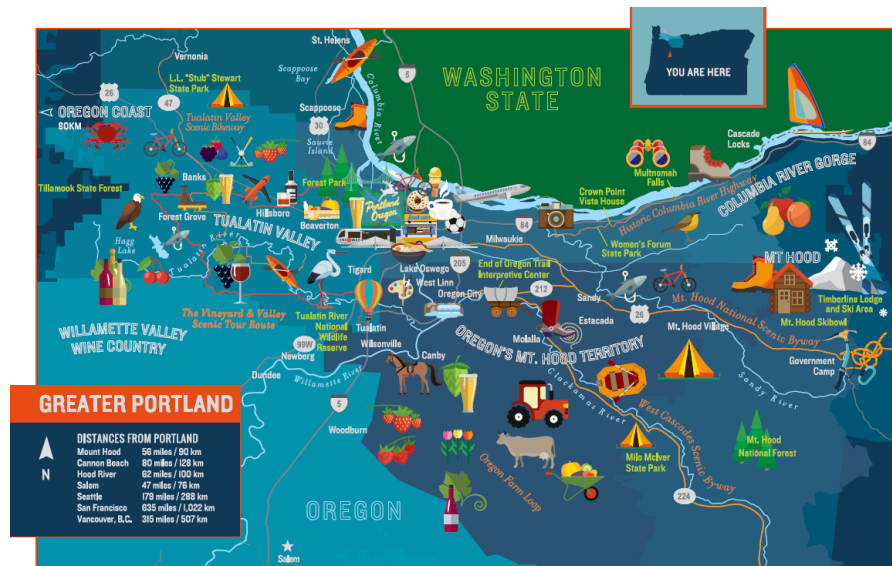 YOU ARE HERE
St. Helens
Vernonia
Scappoose
Bay
Columbia River
5
WASHINGTON
STATE
L.L. "Stub" Stewart
State Park
26
47
OREGON COAST
80KM
Tualatin Valley
Scenic Bikeway
Scappoose
30
Sauvie
Island
Cascade
Locks
84
Multnomah
Falls
COLUMBIA RIVER GORGE
Tillamook State Forest
Banks
Forest Park
Portland
Oregon
Crown Point
Vista House
Historic Columbia River Highway
Forest Grove
Hillsboro
Beaverton
TUALATIN VALLEY
84
Milwaukie
Women's Forum
State Park
MT HOOD
Hagg
Lake
Tualatin River
Tigard
Lake Oswego
West Linn
205
Oregon City
End of Oregon Trail
Interpretive Center
212
Sandy
26
Mt. Hood National Scenic Byway
Timberline Lodge
and Ski Area
Mt. Hood Skibowl
The Vineyard & Valley
Scenic Tour Route
Tualatin River
National
Wildlife
Reserve
Tualatin
Wilsonville
Estacada
Mt. Hood Village
Molalla
OREGON'S MT. HOOD TERRITORY
Government
Camp
WILLAMETTE VALLEY
WINE COUNTRY
99W
Newberg
Dundee
Willamette River
Canby
Clackamas River
Sandy River
5
Woodburn
West Cascades Scenic Byway
Milo McIver
State Park
Mt. Hood
National Forest
Oregon Farm Loop
224
OREGON
Salem
GREATER PORTLAND
N
DISTANCES FROM PORTLAND
Mount Hood 56 miles / 90 km
Cannon Beach 80 miles / 128 km
Hood River 62 miles / 100 km
Salem 47 miles / 76 km
Seattle 179 miles / 288 km
San Francisco 635 miles / 1,022 km
Vancouver, B.C. 315 miles / 507 km